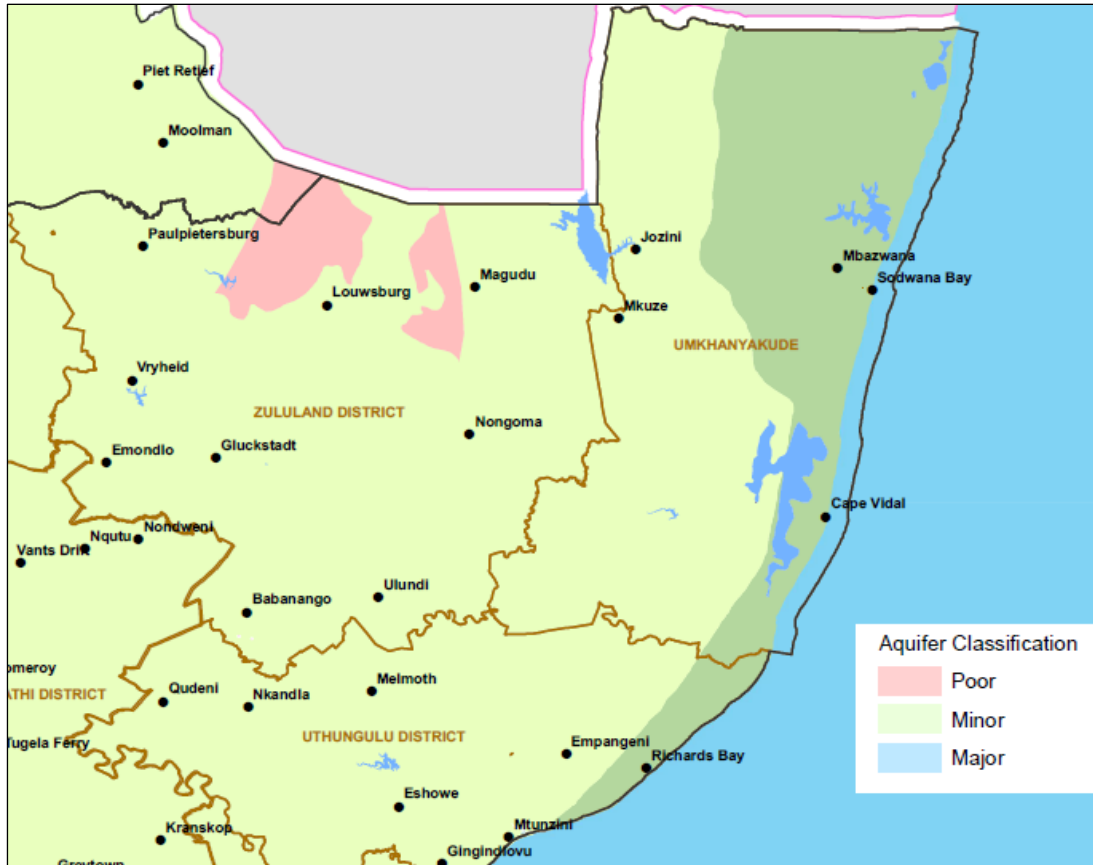 Piet Retief
Moolman
Paulpietersburg
Jozini
Mbazwana
Magudu
Sodwana Bay
Louwsburg
Mkuze
UMKHANYAKUDE
Vryheid
ZULULAND DISTRICT
Nongoma
Emondlo
Gluckstadt
Cape Vidal
Nondweni
Nqutu
Vants Drift
Ulundi
Babanango
Aquifer Classification
Poor
Minor
Major
omeroy
Qudeni
Nkandla
Melmoth
ATHI DISTRICT
UTHUNGULU DISTRICT
Tugela Ferry
Empangeni
Richards Bay
Eshowe
Kranskop
Mtunzini
Gingindlovu
Greytown